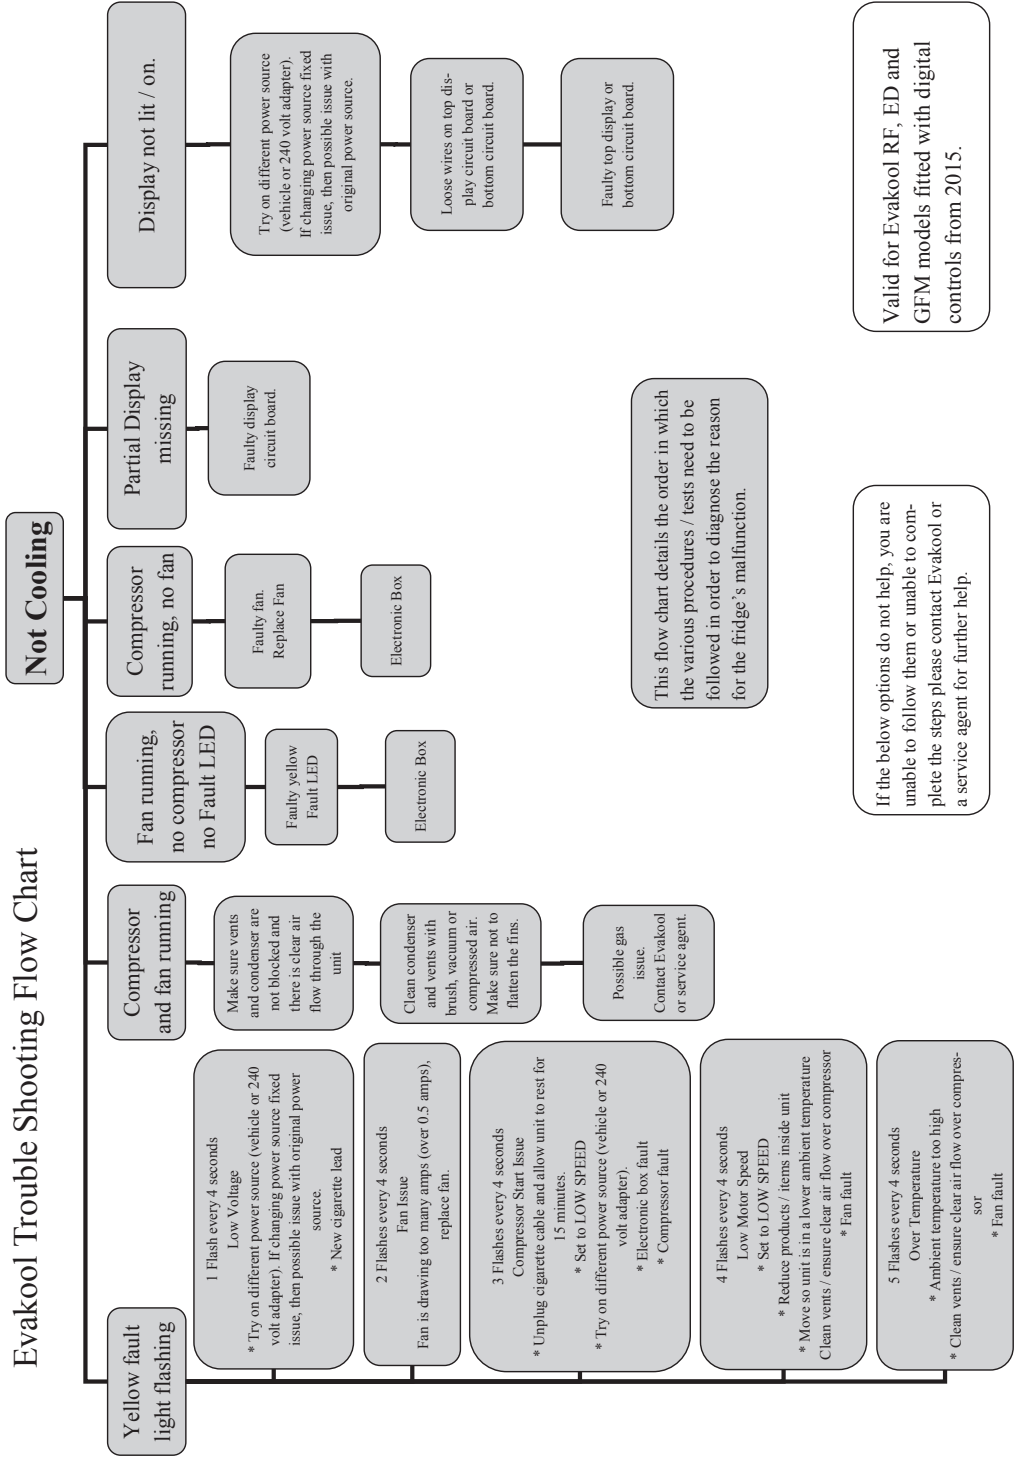 Evakool Trouble Shooting Flow Chart
Not Cooling
Yellow fault
light flashing
1 Flash every 4 seconds
Low Voltage
* Try on different power source (vehicle or 240
volt adapter). If changing power source fixed
issue, then possible issue with original power
source.
* New cigarette lead
2 Flashes every 4 seconds
Fan Issue
Fan is drawing too many amps (over 0.5 amps),
replace fan.
3 Flashes every 4 seconds
Compressor Start Issue
* Unplug cigarette cable and allow unit to rest for
15 minutes.
* Set to LOW SPEED
* Try on different power source (vehicle or 240
volt adapter).
* Electronic box fault
* Compressor fault
4 Flashes every 4 seconds
Low Motor Speed
* Set to LOW SPEED
* Reduce products / items inside unit
* Move so unit is in a lower ambient temperature
Clean vents / ensure clear air flow over compressor
* Fan fault
5 Flashes every 4 seconds
Over Temperature
* Ambient temperature too high
* Clean vents / ensure clear air flow over compres-
sor
* Fan fault
Compressor
and fan running
Make sure vents
and condenser are
not blocked and
there is clear air
flow through the
unit
Clean condenser
and vents with
brush, vacuum or
compressed air.
Make sure not to
flatten the fins.
Possible gas
issue.
Contact Evakool
or service agent.
Fan running,
no compressor
no Fault LED
Faulty yellow
Fault LED
Electronic Box
Compressor
running, no fan
Faulty fan.
Replace Fan
Electronic Box
Partial Display
missing
Faulty display
circuit board.
Display not lit / on.
Try on different power source
(vehicle or 240 volt adapter).
If changing power source fixed
issue, then possible issue with
original power source.
Loose wires on top dis-
play circuit board or
bottom circuit board.
Faulty top display or
bottom circuit board.
This flow chart details the order in which
the various procedures / tests need to be
followed in order to diagnose the reason
for the fridge's malfunction.
If the below options do not help, you are
unable to follow them or unable to com-
plete the steps please contact Evakool or
a service agent for further help.
Valid for Evakool RF, ED and
GFM models fitted with digital
controls from 2015.